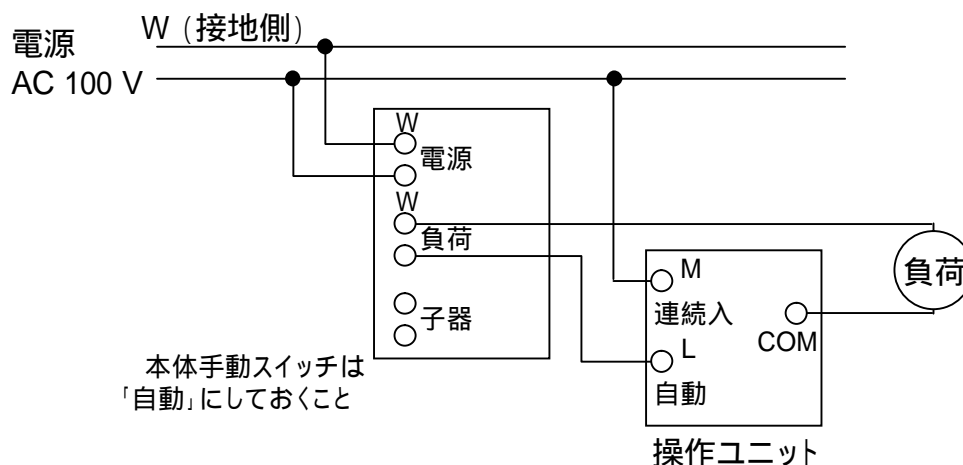 W（接地側）
電源
AC 100 V
W
電源
W
負荷
子器
M
連続入
COM
L
自動
負荷
本体手動スイッチは
「自動」にしておくこと
操作ユニット